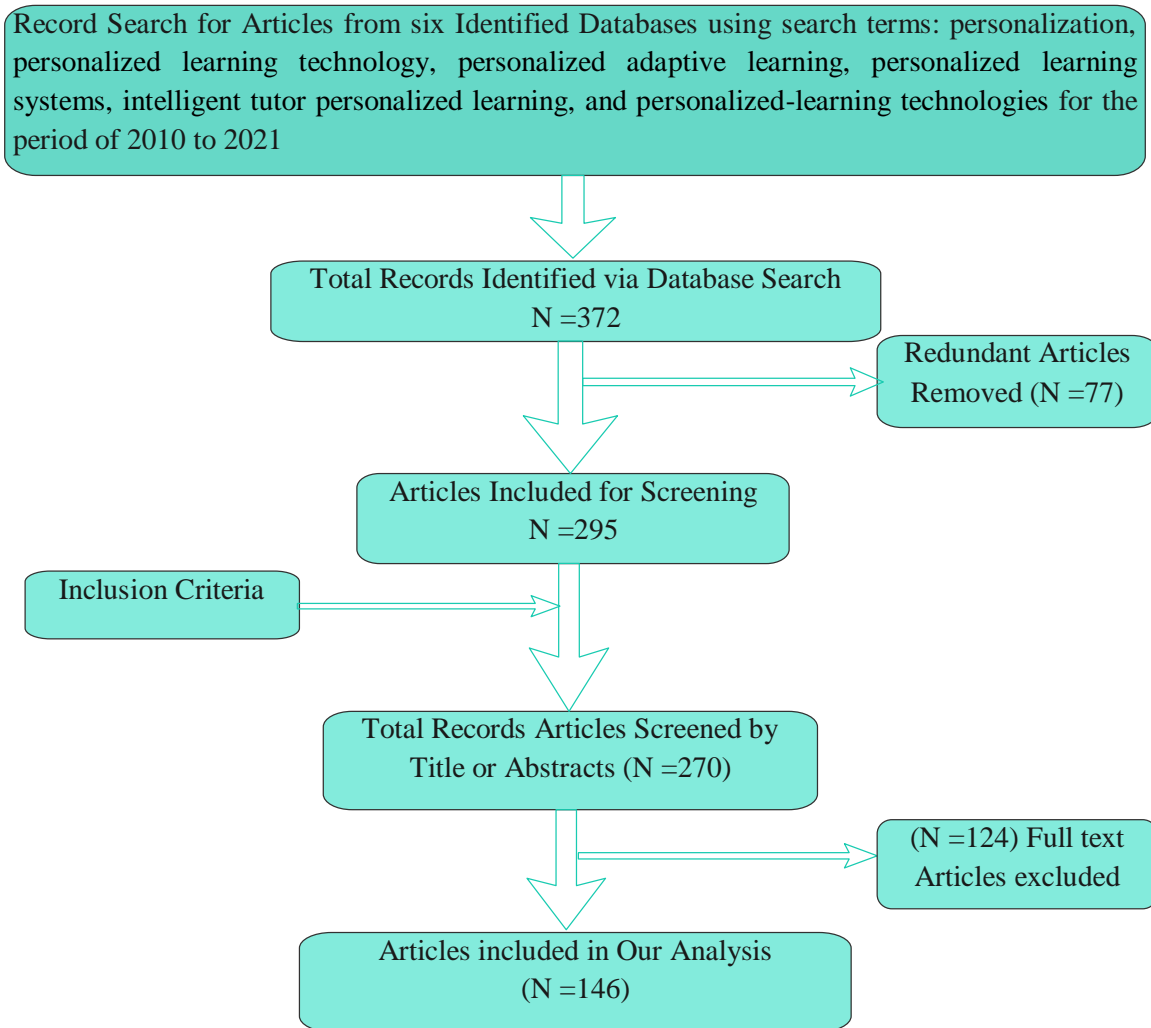 Record Search for Articles from six Identified Databases using search terms: personalization,
personalized learning technology, personalized adaptive learning, personalized learning
systems, intelligent tutor personalized learning, and personalized-learning technologies for the
period of 2010 to 2021
Total Records Identified via Database Search
N =372
Redundant Articles
Removed (N =77)
Articles Included for Screening
N =295
Inclusion Criteria
Total Records Articles Screened by
Title or Abstracts (N =270)
(N =124) Full text
Articles excluded
Articles included in Our Analysis
(N =146)